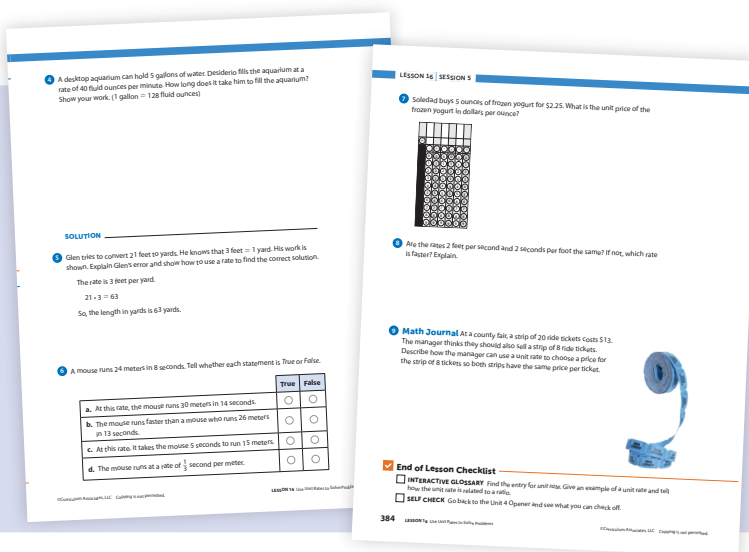 4 A desktop aquarium can hold 5 gallons of water. Desiderio fills the aquarium at a
rate of 40 fluid ounces per minute. How long does it take him to fill the aquarium?
Show your work. (1 gallon = 128 fluid ounces)
SOLUTION
5 Glen tries to convert 21 feet to yards. He knows that 3 feet = 1 yard. His work is
shown. Explain Glen's error and show how to use a rate to find the correct solution.
The rate is 3 feet per yard.
21 • 3 = 63
So, the length in yards is 63 yards.
6 A mouse runs 24 meters in 8 seconds. Tell whether each statement is True or False.
True False
a. At this rate, the mouse runs 30 meters in 14 seconds.
b. The mouse runs faster than a mouse who runs 26 meters
in 13 seconds.
c. At this rate, it takes the mouse 5 seconds to run 15 meters.
d. The mouse runs at a rate of 1/3 second per meter.
©Curriculum Associates, LLC Copying is not permitted.
LESSON 16 Use Unit Rates to Solve
LESSON 16 | SESSION 5
7 Soledad buys 5 ounces of frozen yogurt for $2.25. What is the unit price of the
frozen yogurt in dollars per ounce?
8 Are the rates 2 feet per second and 2 seconds per foot the same? If not, which rate
is faster? Explain.
9 Math Journal At a county fair, a strip of 20 ride tickets costs $13.
The manager thinks they should also sell a strip of 8 ride tickets.
Describe how the manager can use a unit rate to choose a price for
the strip of 8 tickets so both strips have the same price per ticket.
End of Lesson Checklist
INTERACTIVE GLOSSARY Find the entry for unit rate. Give an example of a unit rate and tell
how the unit rate is related to a ratio.
SELF CHECK Go back to the Unit 4 Opener and see what you can check off.
384 LESSON 16 Use Unit Rates to Solve Problems
©Curriculum Associates, LLC Copying is not permitted.